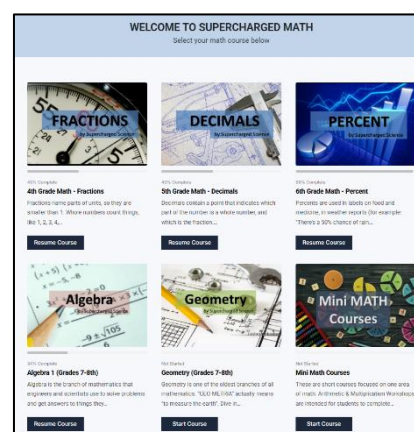 WELCOME TO SUPERCHARGED MATH
Select your math course below
FRACTIONS
by Supercharged Science
DECIMALS
by Supercharged Science
PERCENT
by Supercharged Science
4th Grade Math - Fractions
Fractions name parts of units, so they are
smaller than 1. Whole numbers count things,
like 1, 2, 3, 4,...
Resume Course
5th Grade Math - Decimals
Decimals contain a point that indicates which
part of the number is a whole number, and
which is the fraction...
Resume Course
6th Grade Math - Percent
Percents are used in labels on food and
medicine, in weather reports (for example:
"There's a 50% chance of rain...
Resume Course
Algebra
by Supercharged Science
Geometry
by Supercharged Science
Mini MATH
Courses
Algebra 1 (Grades 7-8th)
Algebra is the branch of mathematics that
engineers and scientists use to solve problems
and get answers to things they...
Resume Course
Not Started
Geometry (Grades 7-8th)
Geometry is one of the oldest branches of all
mathematics. "GEO METRIA" actually means
"to measure the earth". Dive in...
Start Course
Not Started
Mini Math Courses
These are short courses focused on one area
of math. Arithmetic & Multiplication Workshops
are intended for students to complete...
Start Course